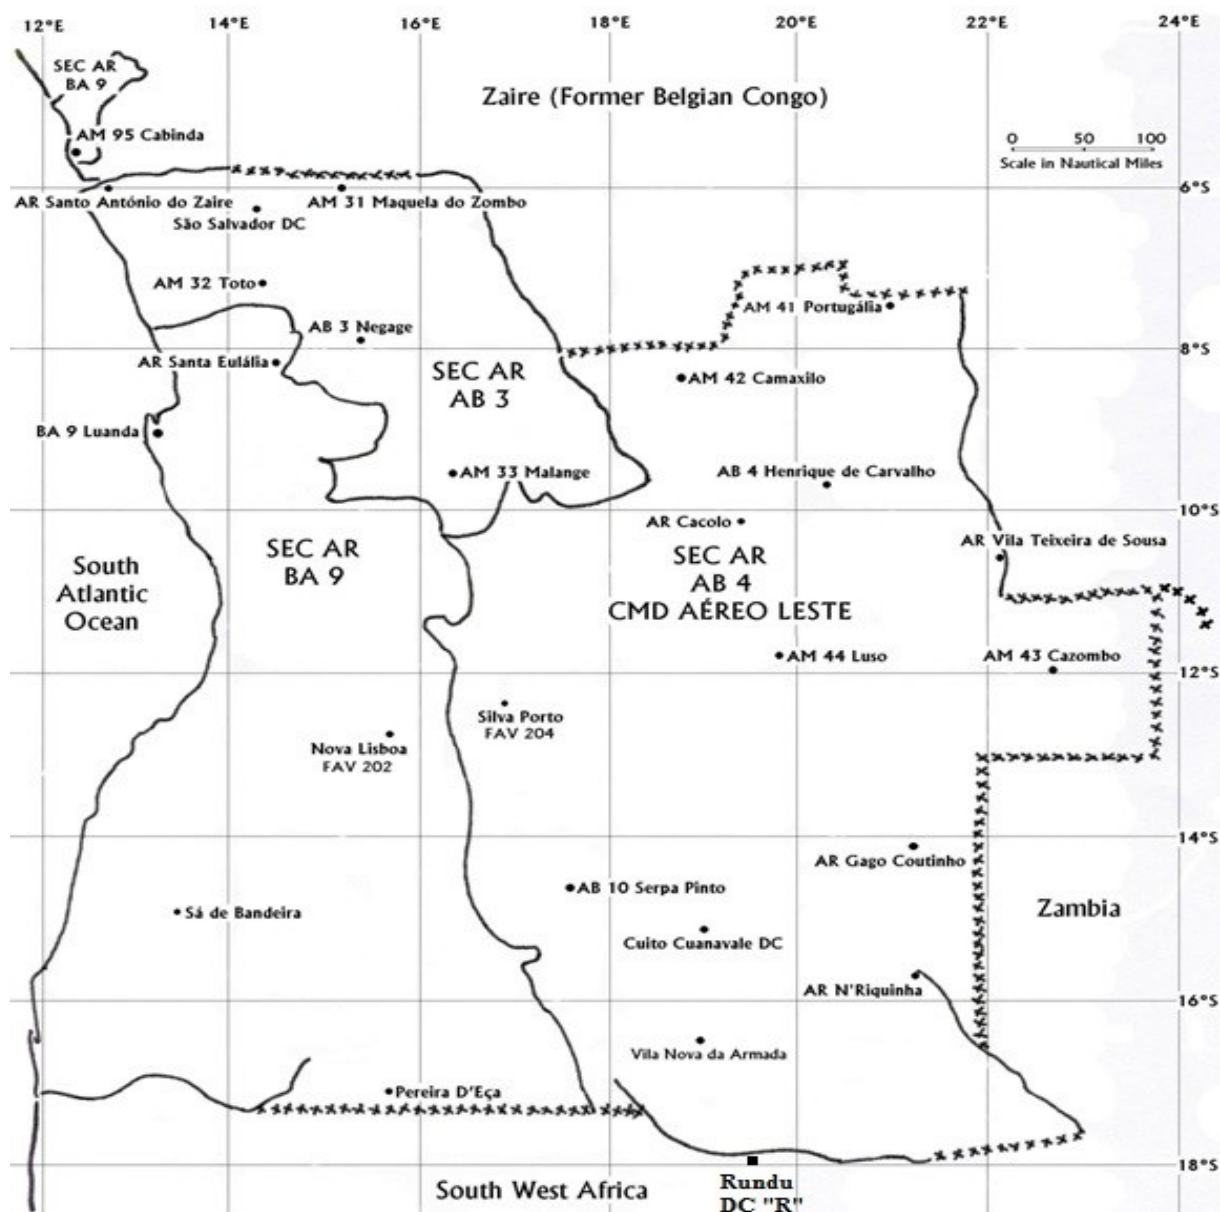 12°E 14°E 16°E 18°E 20°E 22°E 24°E
SEC AR
BA 9
Zaire (Former Belgian Congo)
AM 95 Cabinda
0 50 100
Scale in Nautical Miles
6°S
AR Santo António do Zaire
AM 31 Maquela do Zombo
São Salvador DC
AM 32 Toto
AM 41 Portugália
AB 3 Negage
8°S
AR Santa Eulália
SEC AR
AB 3
AM 42 Camaxilo
BA 9 Luanda
AM 33 Malange
AB 4 Henrique de Carvalho
10°S
AR Cacolo
AR Vila Teixeira de Sousa
SEC AR
BA 9
SEC AR
AB 4
CMD AÉREO LESTE
South
Atlantic
Ocean
AM 44 Luso
AM 43 Cazombo
12°S
Silva Porto
FAV 204
Nova Lisboa
FAV 202
14°S
AR Gago Coutinho
AB 10 Serpa Pinto
Zambia
Sá de Bandeira
Cuito Cuanavale DC
AR N'Riquinha
16°S
Vila Nova da Armada
Pereira D'Eça
18°S
South West Africa
Rundu
DC "R"